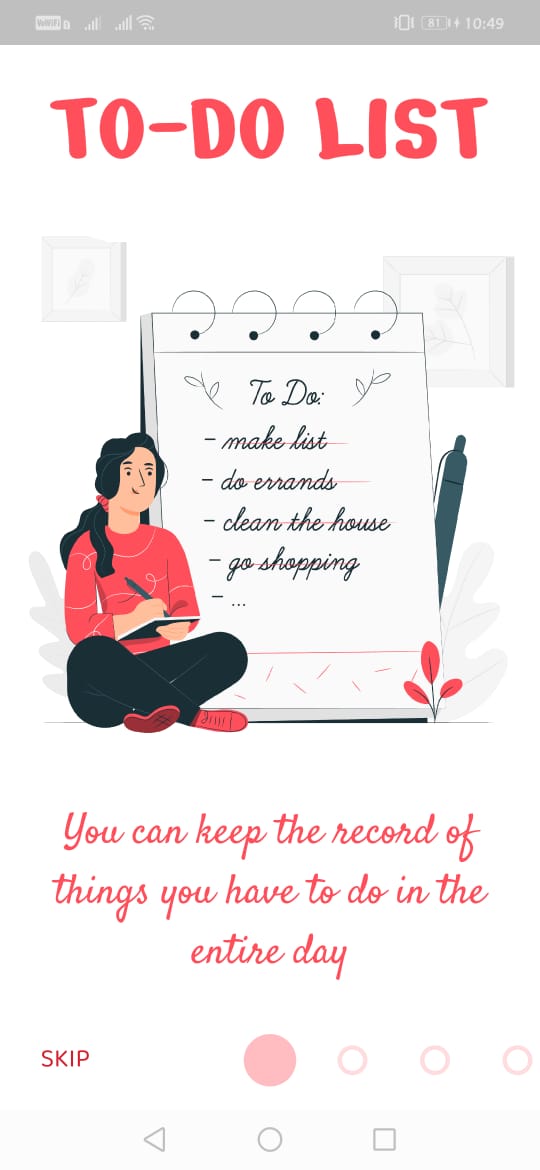 VoWiFi
81 10:49
TO-DO LIST
To Do:
- make list
- do errands
- clean the house
- go shopping
- ...
You can keep the record of
things you have to do in the
entire day
SKIP